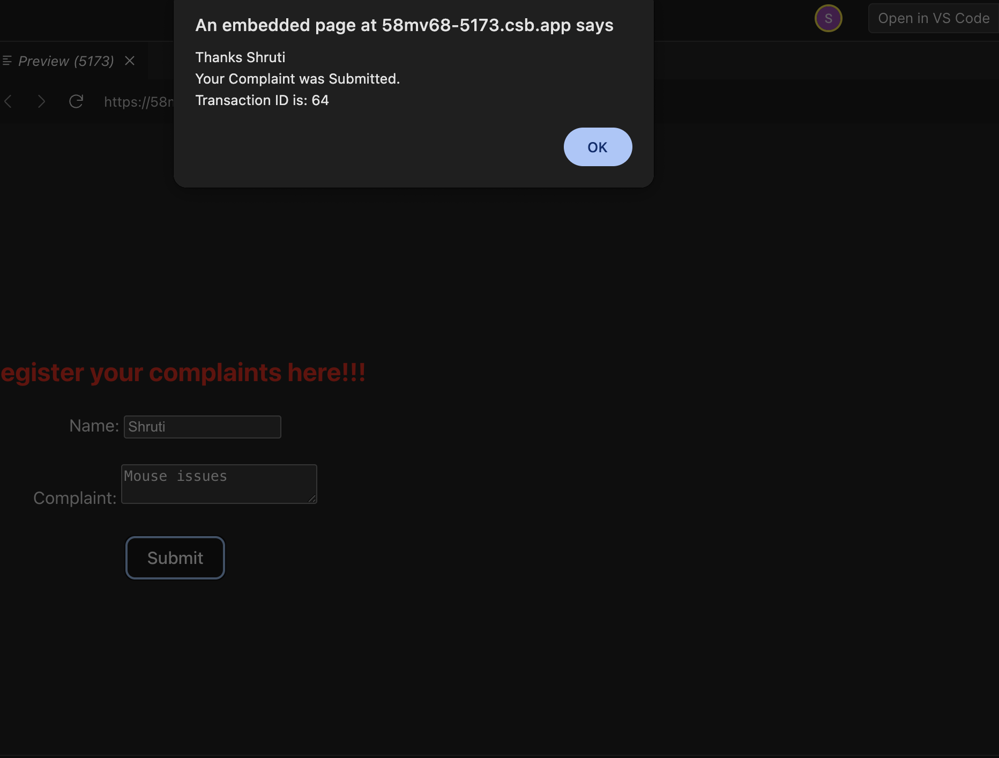 An embedded page at 58mv68-5173.csb.app says
Thanks Shruti
Your Complaint was Submitted.
Transaction ID is: 64
OK
S
Open in VS Code
Preview (5173)
https://58m
egister your complaints here!!!
Name: Shruti
Complaint: Mouse issues
Submit